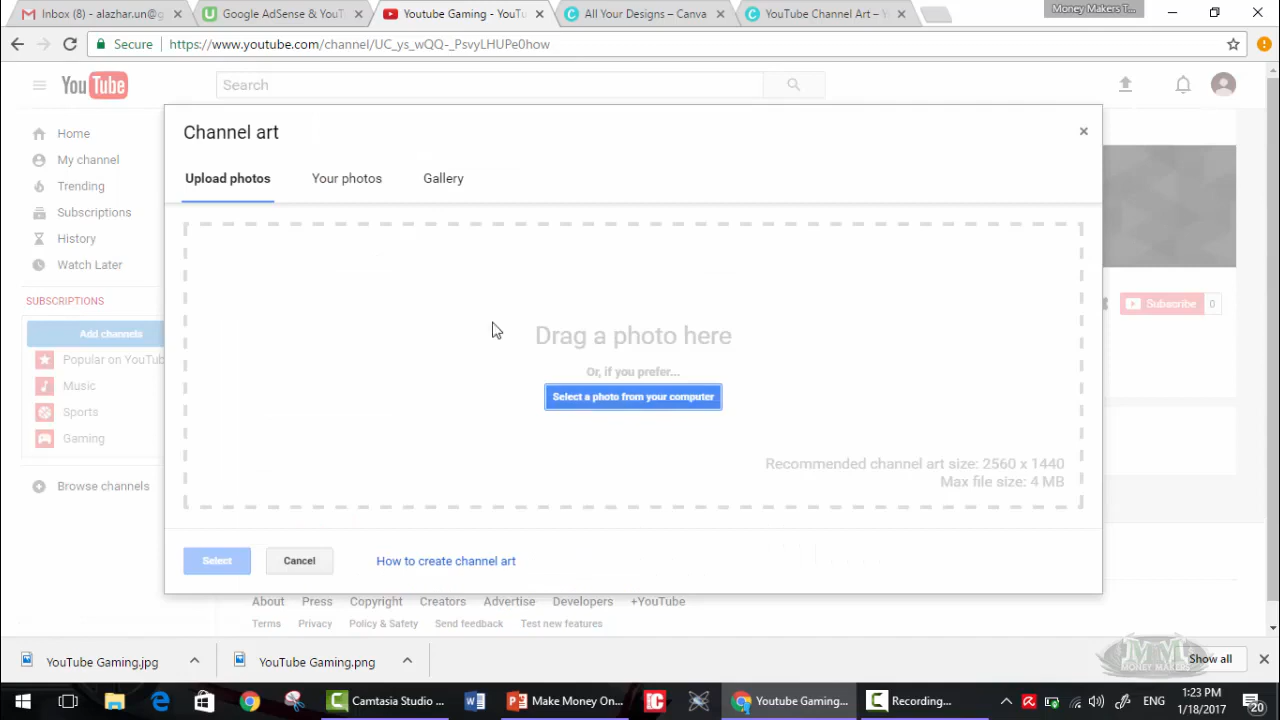 Inbox (8) - alazhar.un@g
Google AdSense & YouT
Youtube Gaming - YouTu
All Your Designs – Canva
YouTube Channel Art – Y
Money Makers T...
Secure
https://www.youtube.com/channel/UC_ys_wQQ-_PsvyLHUPe0how
YouTube
Search
Home
My channel
Trending
Subscriptions
History
Watch Later
SUBSCRIPTIONS
Add channels
Popular on YouTub
Music
Sports
Gaming
Browse channels
Channel art
Upload photos
Your photos
Gallery
Drag a photo here
Or, if you prefer...
Select a photo from your computer
Recommended channel art size: 2560 x 1440
Max file size: 4 MB
Select
Cancel
How to create channel art
Subscribe
0
About Press Copyright Creators Advertise Developers +YouTube
Terms Privacy Policy & Safety Send feedback Test new features
YouTube Gaming.jpg
YouTube Gaming.png
MM
MONEY MAKERS
Show all
Camtasia Studio ...
Make Money On...
Youtube Gaming...
Recording...
ENG
1:23 PM
1/18/2017
20